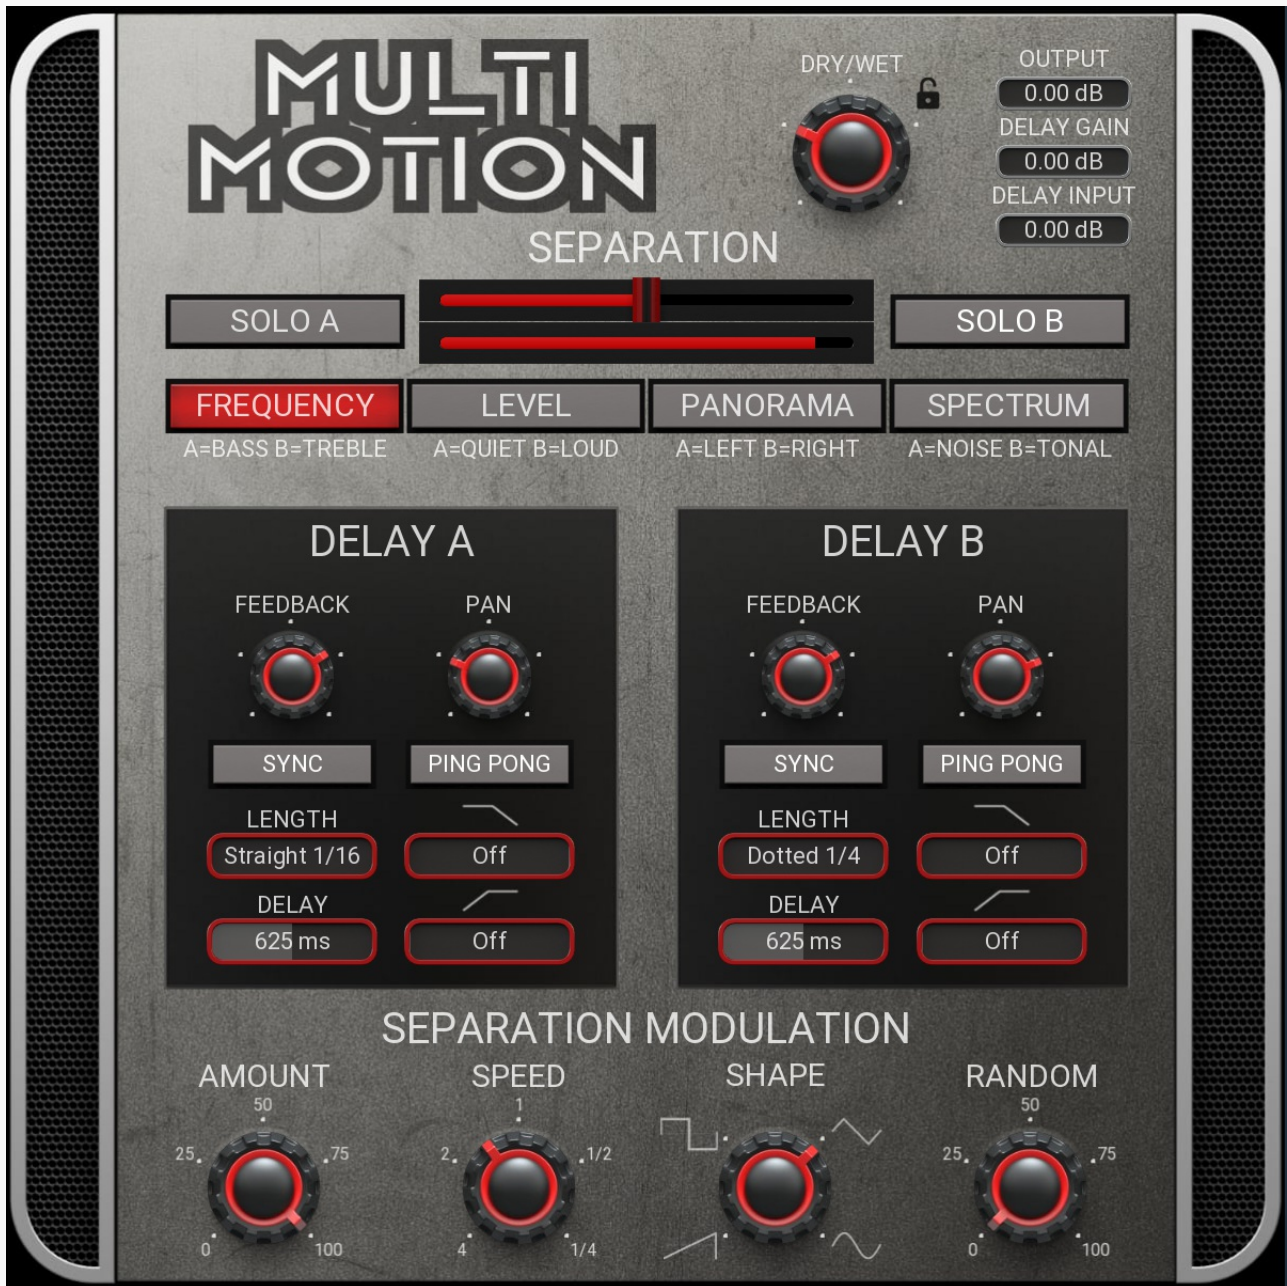 MULTI
MOTION
DRY/WET
OUTPUT
0.00 dB
DELAY GAIN
0.00 dB
DELAY INPUT
0.00 dB
SEPARATION
SOLO A
SOLO B
FREQUENCY
LEVEL
PANORAMA
SPECTRUM
A=BASS B=TREBLE
A=QUIET B=LOUD
A=LEFT B=RIGHT
A=NOISE B=TONAL
DELAY A
FEEDBACK
PAN
SYNC
PING PONG
LENGTH
Straight 1/16
Off
DELAY
625 ms
Off
DELAY B
FEEDBACK
PAN
SYNC
PING PONG
LENGTH
Dotted 1/4
Off
DELAY
625 ms
Off
SEPARATION MODULATION
AMOUNT
50
25
75
0
100
SPEED
1
2
1/2
4
1/4
SHAPE
RANDOM
50
25
75
0
100